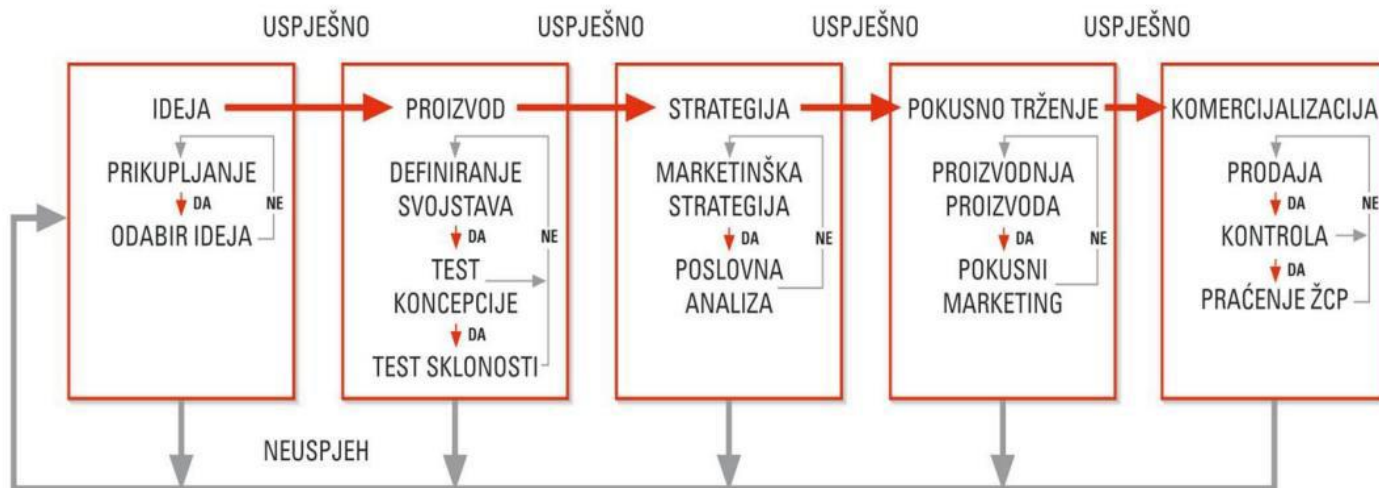 USPJEŠNO
USPJEŠNO
USPJEŠNO
USPJEŠNO
IDEJA
PRIKUPLJANJE
DA
NE
ODABIR IDEJA
PROIZVOD
DEFINIRANJE
SVOJSTAVA
DA
NE
TEST
KONCEPCIJE
DA
TEST SKLONOSTI
STRATEGIJA
MARKETINŠKA
STRATEGIJA
DA
NE
POSLOVNA
ANALIZA
POKUSNO TRŽENJE
PROIZVODNJA
PROIZVODA
DA
NE
POKUSNI
MARKETING
KOMERCIJALIZACIJA
PRODAJA
DA
NE
KONTROLA
DA
PRAĆENJE ŽCP
NEUSPJEH